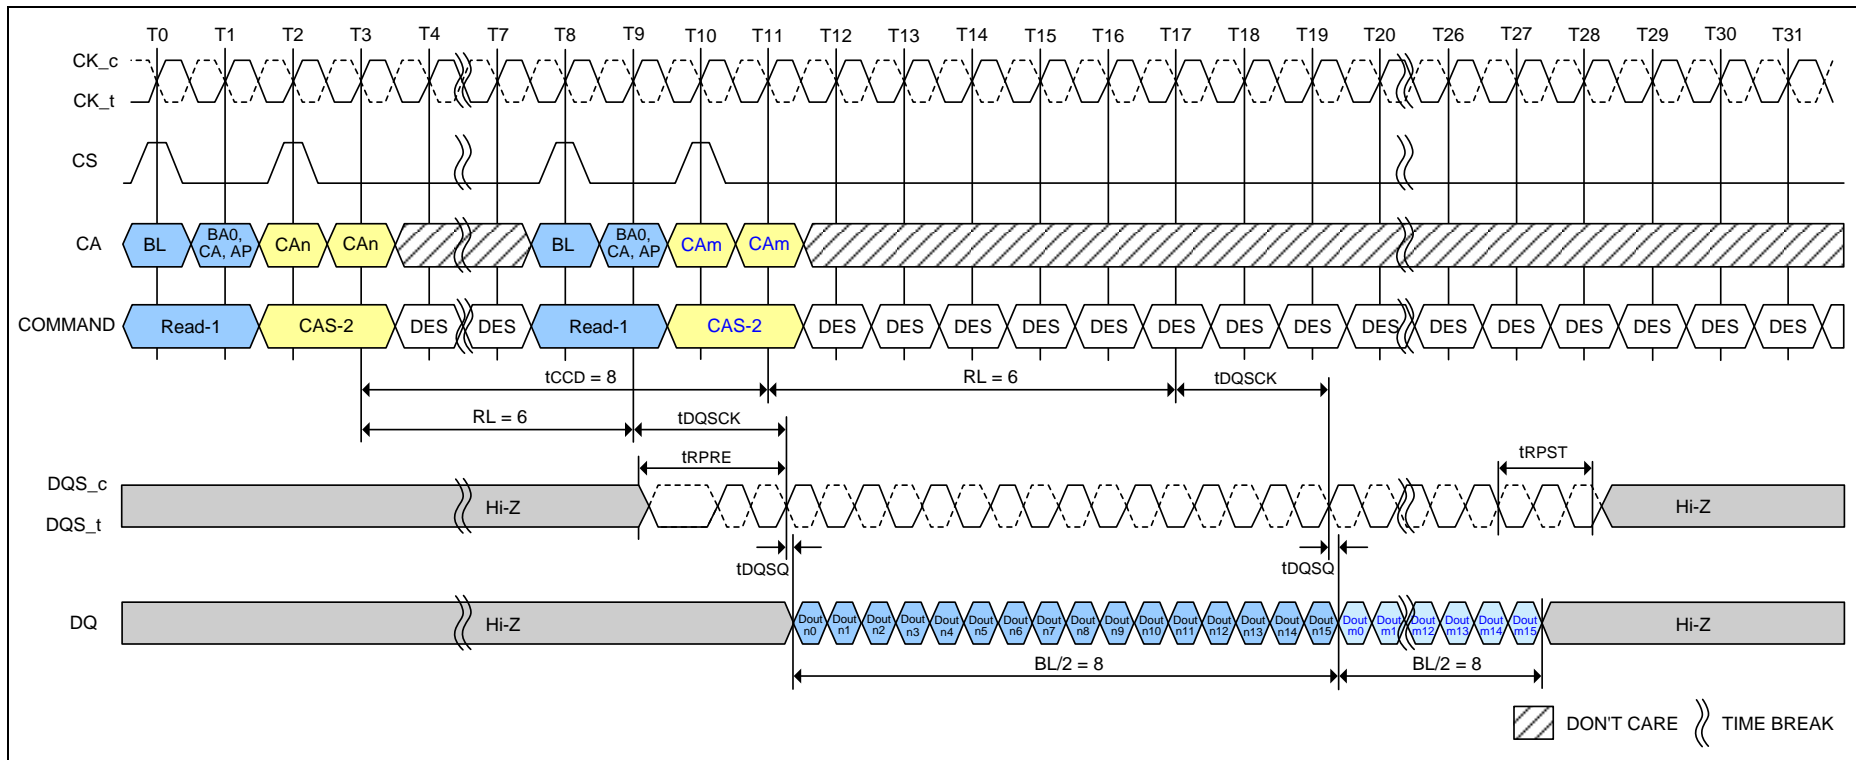 T0 T1 T2 T3 T4 T7 T8 T9 T10 T11 T12 T13 T14 T15 T16 T17 T18 T19 T20 T26 T27 T28 T29 T30 T31
CK_c
CK_t
CS
CA BL BA0, CA, AP CAn CAn BL BA0, CA, AP CAm CAm
COMMAND Read-1 CAS-2 DES DES Read-1 CAS-2 DES DES DES DES DES DES DES DES DES DES DES DES DES DES DES
tCCD = 8 RL = 6 tDQSCK
RL = 6 tDQSCK
tRPRE tRPST
DQS_c
DQS_t Hi-Z Hi-Z
tDQSQ tDQSQ
DQ Hi-Z Dout n0 Dout n1 Dout n2 Dout n3 Dout n4 Dout n5 Dout n6 Dout n7 Dout n8 Dout n9 Dout n10 Dout n11 Dout n12 Dout n13 Dout n14 Dout n15 Dout m0 Dout m1 Dout m12 Dout m13 Dout m14 Dout m15 Hi-Z
BL/2 = 8 BL/2 = 8
DON'T CARE TIME BREAK